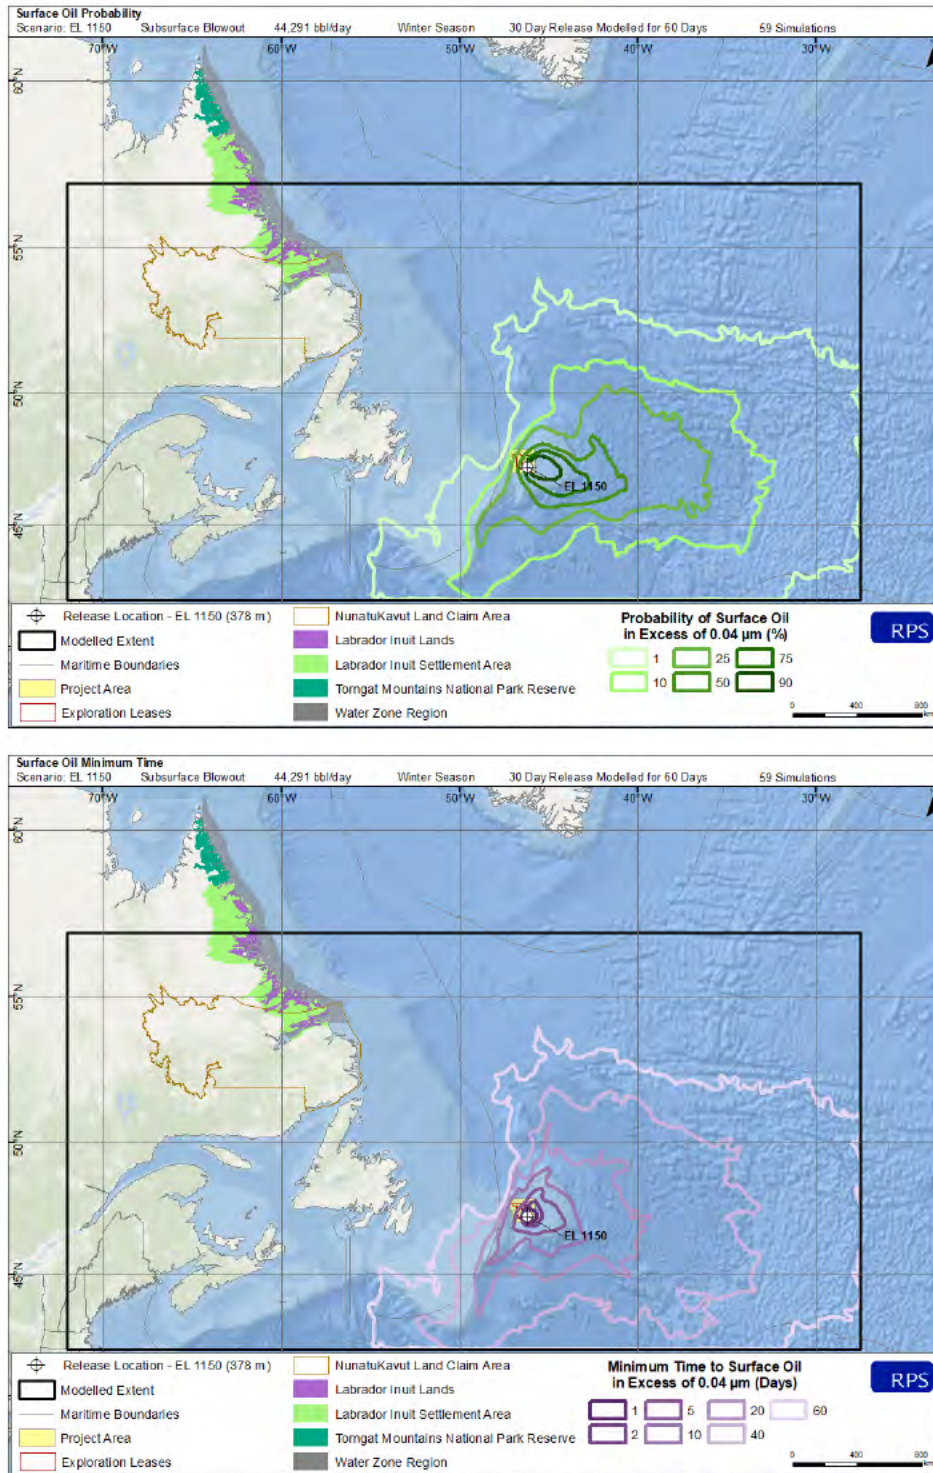 Surface Oil Probability
Scenario: EL 1150 Subsurface Blowout 44,291 bbl/day Winter Season 30 Day Release Modelled for 60 Days 59 Simulations
70°W 60°W 50°W 40°W 30°W
60°N
55°N
50°N
EL 1150
45°N
Release Location - EL 1150 (378 m)
Modelled Extent
Maritime Boundaries
Project Area
Exploration Leases
NunatuKavut Land Claim Area
Labrador Inuit Lands
Labrador Inuit Settlement Area
Torngat Mountains National Park Reserve
Water Zone Region
Probability of Surface Oil
in Excess of 0.04 µm (%)
1 25 75
10 50 90
RPS
0 400 800
km
Surface Oil Minimum Time
Scenario: EL 1150 Subsurface Blowout 44,291 bbl/day Winter Season 30 Day Release Modelled for 60 Days 59 Simulations
70°W 60°W 50°W 40°W 30°W
60°N
55°N
50°N
EL 1150
45°N
Release Location - EL 1150 (378 m)
Modelled Extent
Maritime Boundaries
Project Area
Exploration Leases
NunatuKavut Land Claim Area
Labrador Inuit Lands
Labrador Inuit Settlement Area
Torngat Mountains National Park Reserve
Water Zone Region
Minimum Time to Surface Oil
in Excess of 0.04 µm (Days)
1 5 20 60
2 10 40
RPS
0 400 800
km